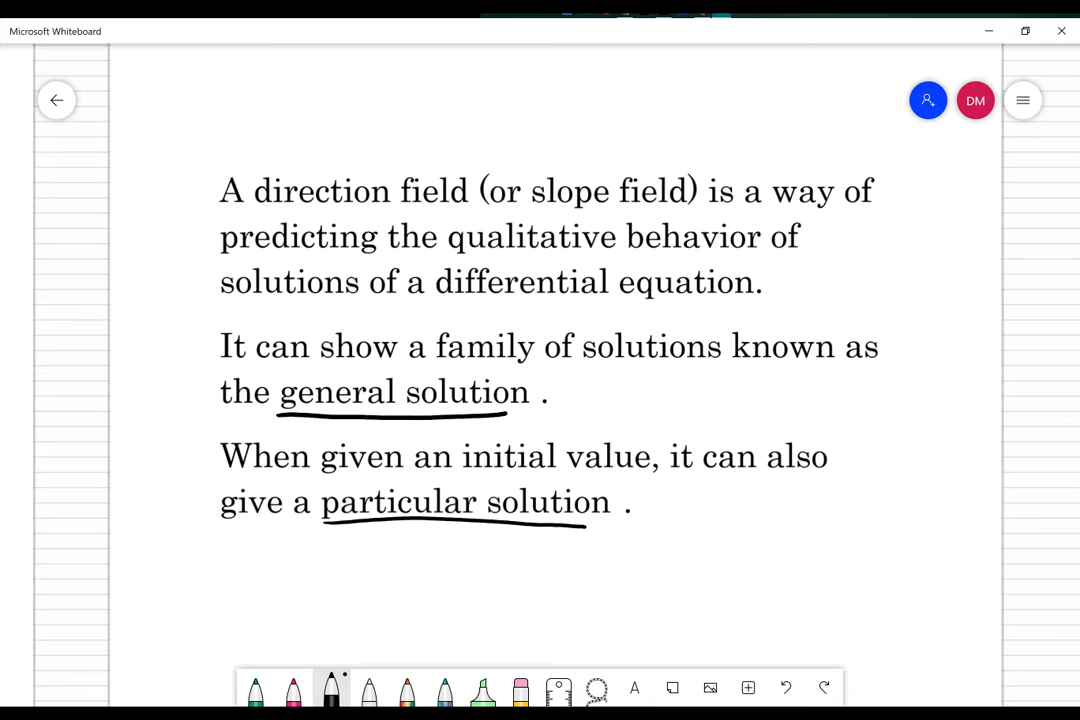 Microsoft Whiteboard
DM
A direction field (or slope field) is a way of
predicting the qualitative behavior of
solutions of a differential equation.
It can show a family of solutions known as
the general solution .
When given an initial value, it can also
give a particular solution .
A